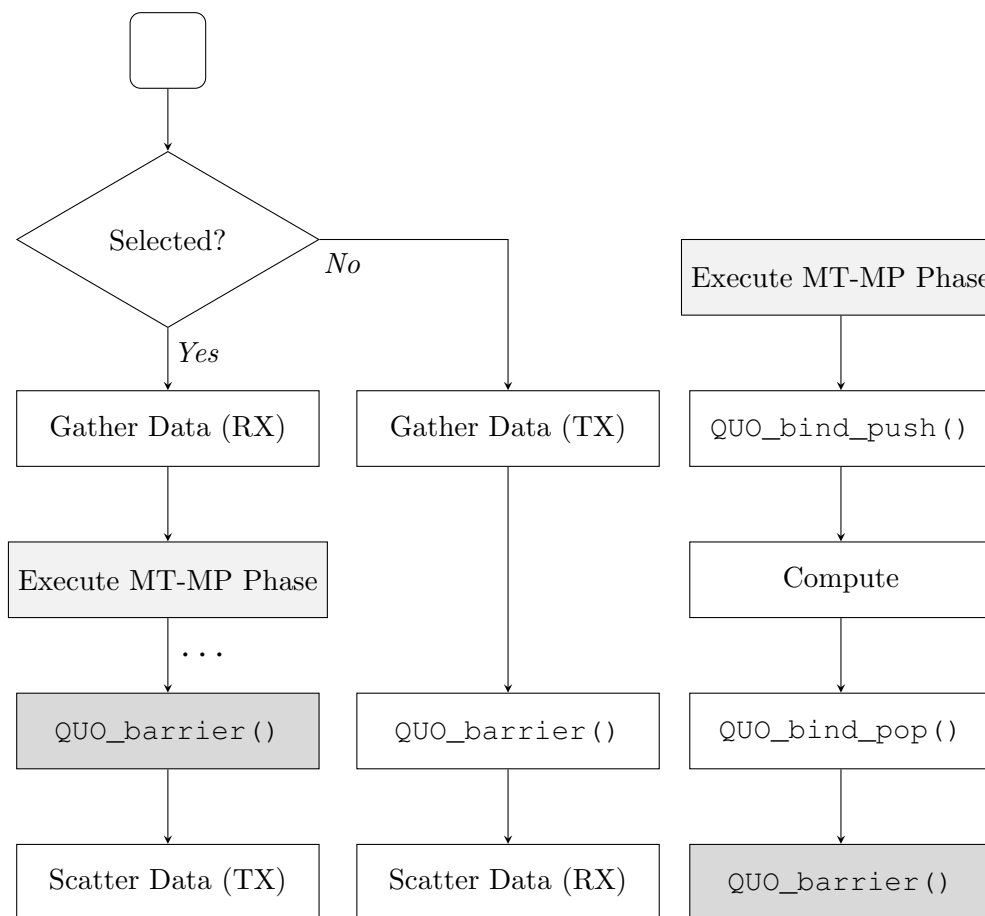 Selected?
No
Yes
Gather Data (RX)
Execute MT-MP Phase
...
QUO_barrier()
Scatter Data (TX)
Gather Data (TX)
QUO_barrier()
Scatter Data (RX)
Execute MT-MP Phase
QUO_bind_push()
Compute
QUO_bind_pop()
QUO_barrier()